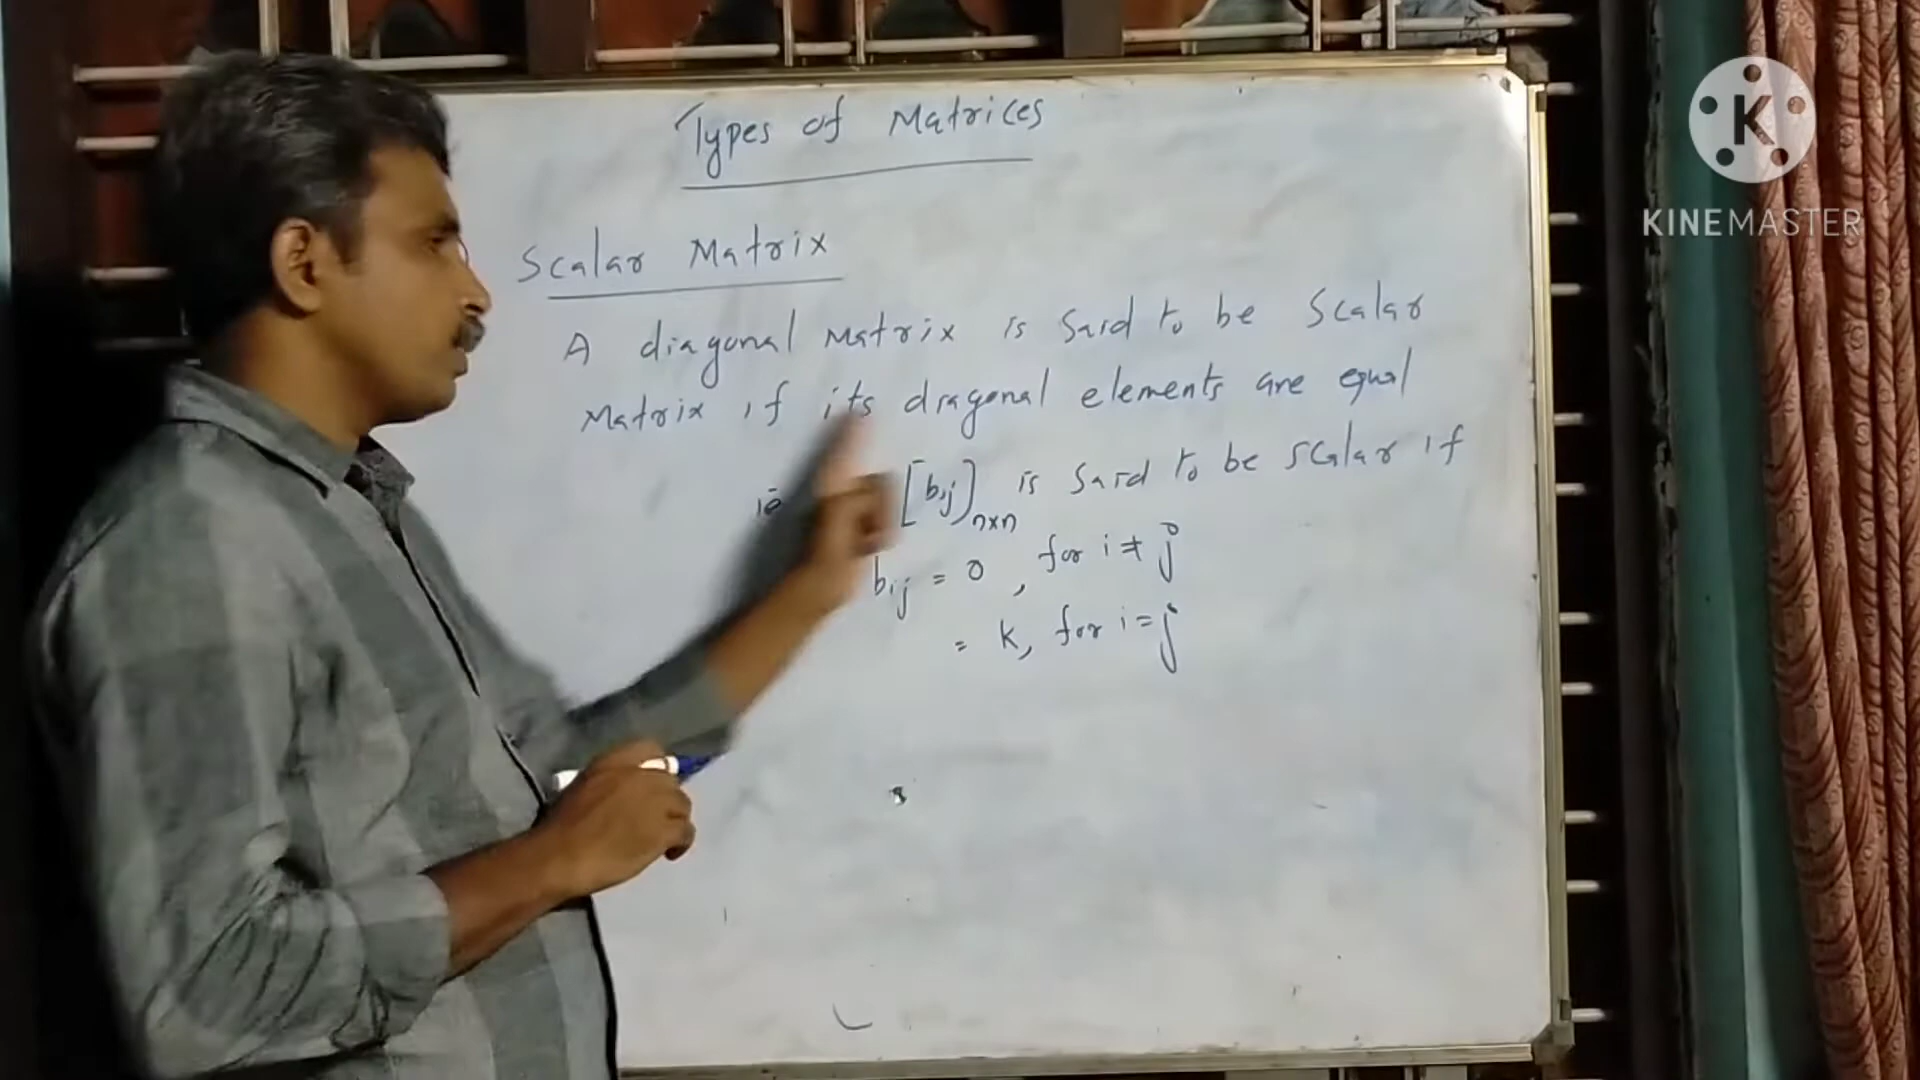 Types of Matrices
Scalar Matrix
A diagonal Matrix is said to be scalar
Matrix if its diagonal elements are equal
ie [bij]n×n is said to be scalar if
bij = 0, for i ≠ j
= k, for i = j
K
KINEMASTER